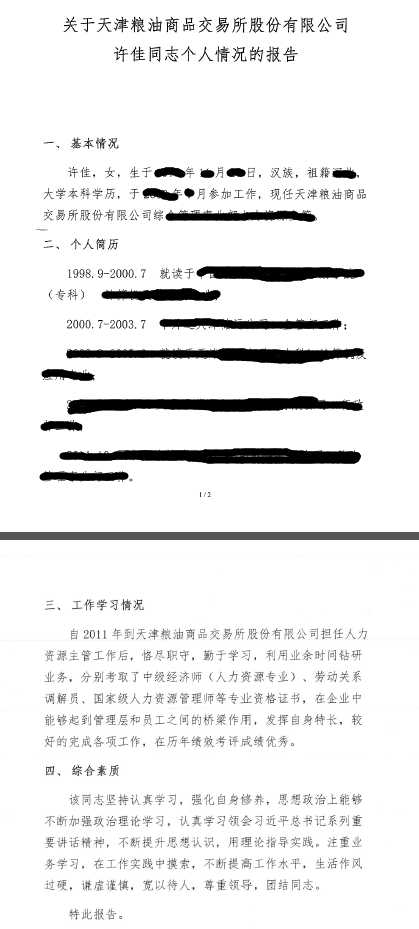 关于天津粮油商品交易所股份有限公司
许佳同志个人情况的报告
一、 基本情况
许佳，女，生于 年 月 日，汉族，祖籍 ，
大学本科学历，于 年 月参加工作，现任天津粮油商品
交易所股份有限公司综
二、 个人简历
1998.9-2000.7 就读于
（专科）
2000.7-2003.7 ；
1 / 2
三、 工作学习情况
自 2011 年到天津粮油商品交易所股份有限公司担任人力
资源主管工作后，恪尽职守，勤于学习，利用业余时间钻研
业务，分别考取了中级经济师（人力资源专业）、劳动关系
调解员、国家级人力资源管理师等专业资格证书，在企业中
能够起到管理层和员工之间的桥梁作用，发挥自身特长，较
好的完成各项工作，在历年绩效考评成绩优秀。
四、 综合素质
该同志坚持认真学习，强化自身修养，思想政治上能够
不断加强政治理论学习，认真学习领会习近平总书记系列重
要讲话精神，不断提升思想认识，用理论指导实践。注重业
务学习，在工作实践中摸索，不断提高工作水平，生活作风
过硬，谦虚谨慎，宽以待人，尊重领导，团结同志。
特此报告。